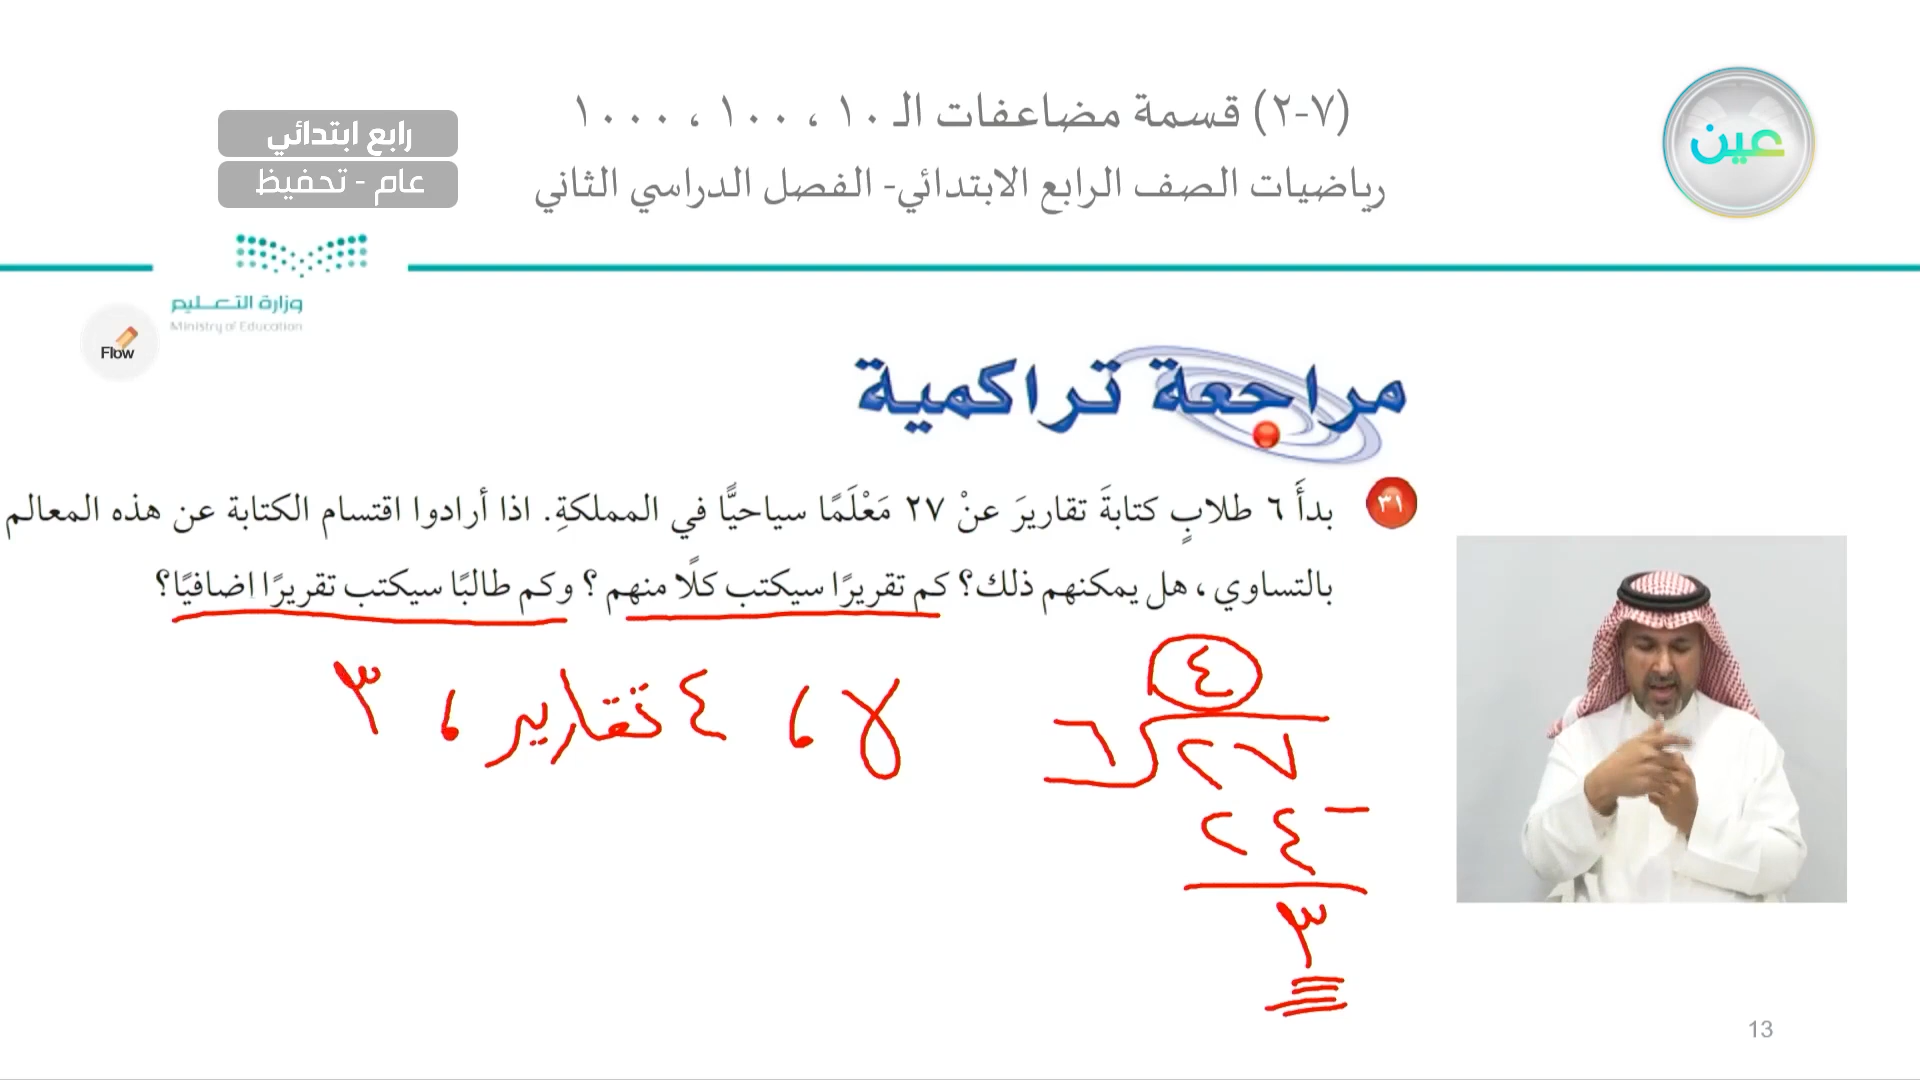 (٧-٢) قسمة مضاعفات الـ ١٠ ، ١٠٠ ، ١٠٠٠
رياضيات الصف الرابع الابتدائي- الفصل الدراسي الثاني
رابع ابتدائي
عام - تحفيظ
عين
وزارة التعليم
Ministry of Education
Flow
مراجعة تراكمية
٣١ بدأَ ٦ طلابٍ كتابةَ تقاريرَ عنْ ٢٧ مَعْلَمًا سياحيًّا في المملكةِ. اذا أرادوا اقتسام الكتابة عن هذه المعالم
بالتساوي ، هل يمكنهم ذلك؟ كم تقريرًا سيكتب كلًا منهم ؟ وكم طالبًا سيكتب تقريرًا اضافيًا؟
لا ، ٤ تقارير ، ٣
٤
٦ ٢٧
٢٤ −
٣
13